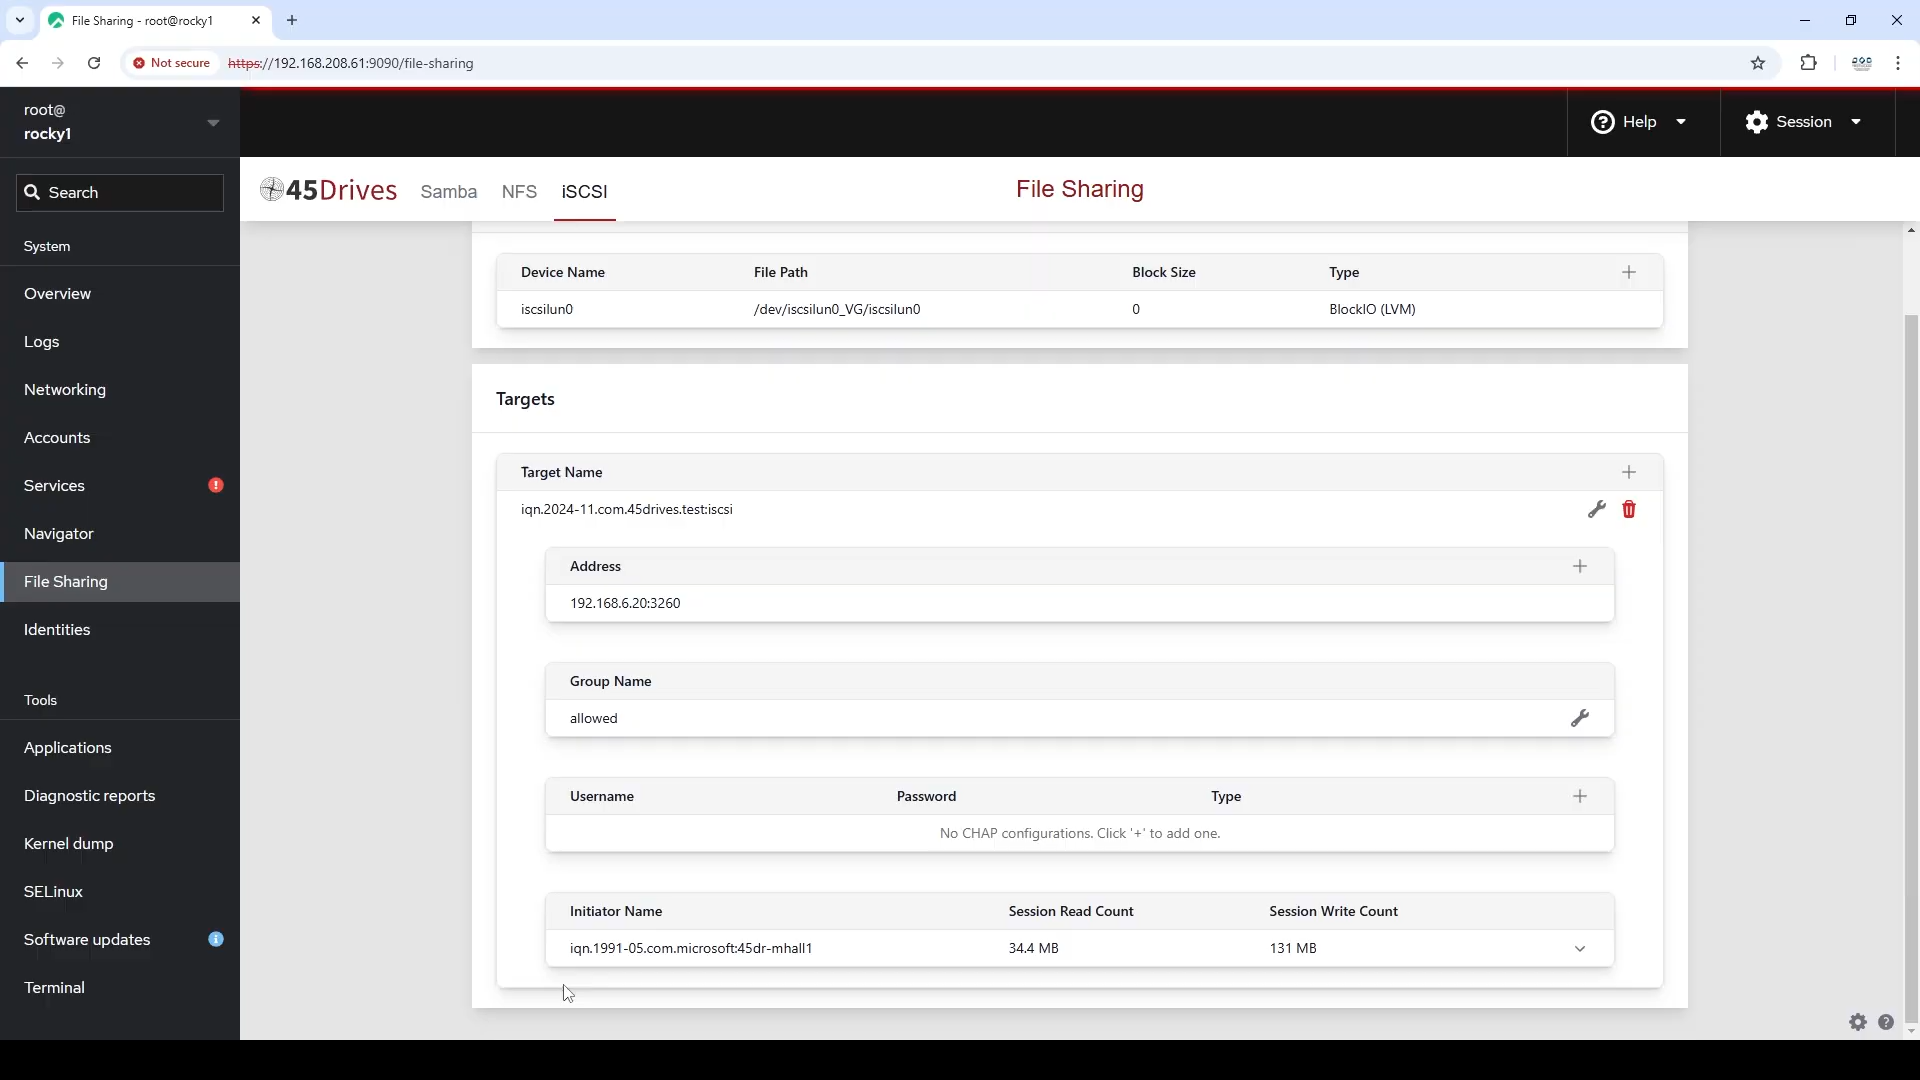 File Sharing - root@rocky1
Not secure
https://192.168.208.61:9090/file-sharing
root@
rocky1
Help
Session
Search
45Drives
Samba
NFS
iSCSI
File Sharing
System
Overview
Logs
Networking
Accounts
Services
Navigator
File Sharing
Identities
Tools
Applications
Diagnostic reports
Kernel dump
SELinux
Software updates
Terminal
Device Name File Path Block Size Type
iscsilun0 /dev/iscsilun0_VG/iscsilun0 0 BlockIO (LVM)
Targets
Target Name
iqn.2024-11.com.45drives.test:iscsi
Address
192.168.6.20:3260
Group Name
allowed
Username Password Type
No CHAP configurations. Click '+' to add one.
Initiator Name Session Read Count Session Write Count
iqn.1991-05.com.microsoft:45dr-mhall1 34.4 MB 131 MB